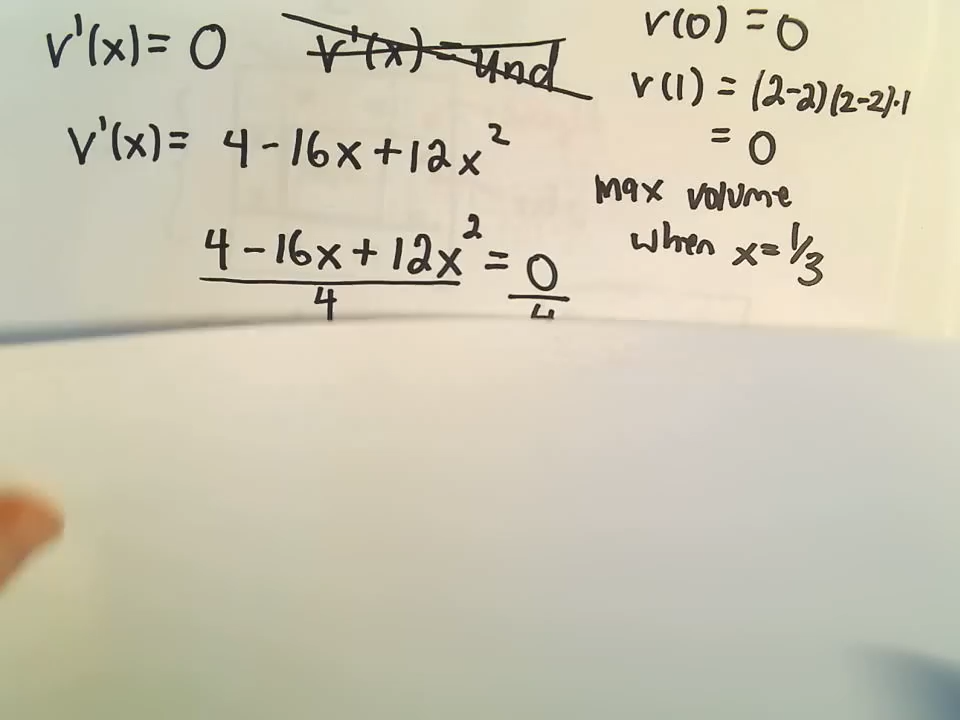 v'(x) = 0
v'(x) = Und
v'(x) = 4 - 16x + 12x²
4 - 16x + 12x² = 0
4 4
v(0) = 0
v(1) = (2-2)(2-2)·1
= 0
max volume
when x = 1/3